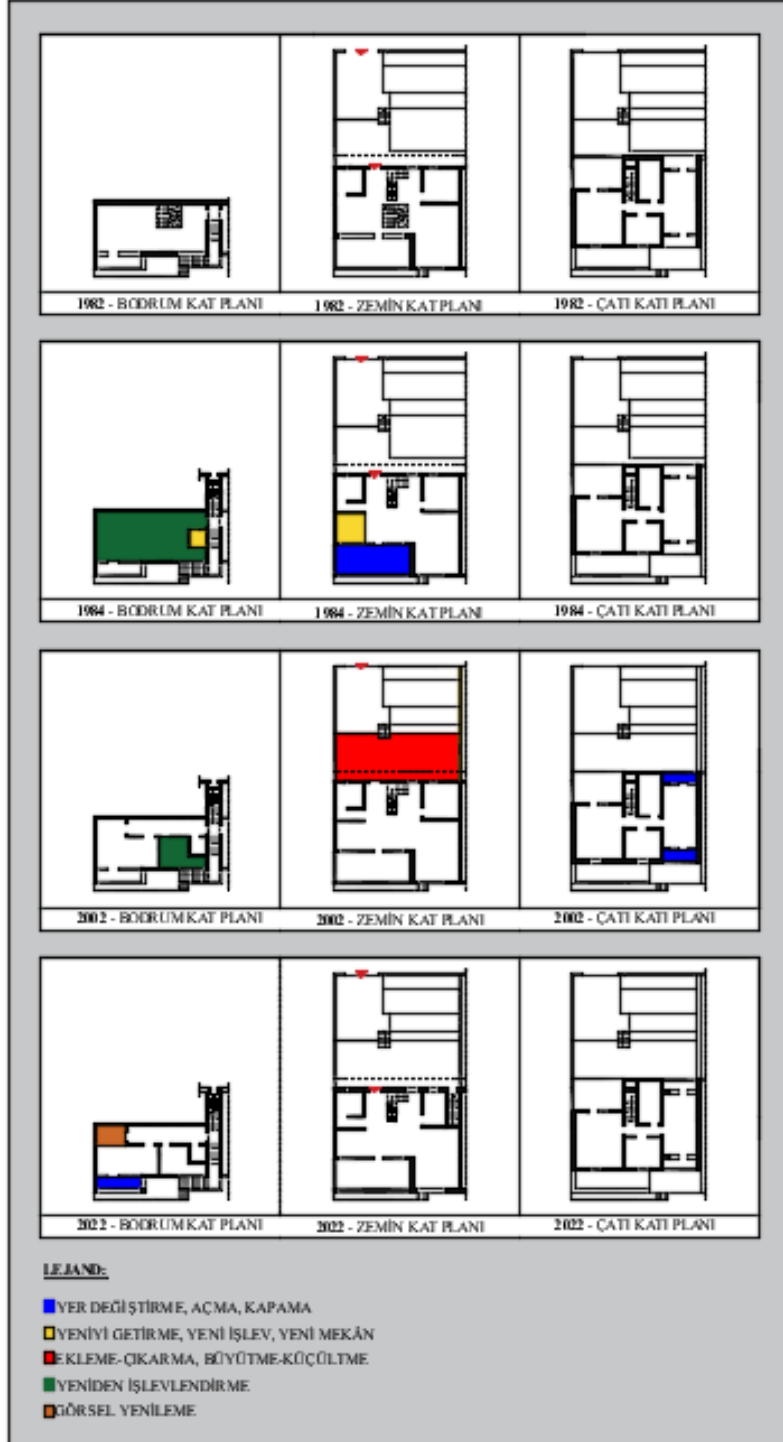 1982 - BODRUM KAT PLANI
1982 - ZEMİN KAT PLANI
1982 - ÇATI KATI PLANI
1984 - BODRUM KAT PLANI
1984 - ZEMİN KAT PLANI
1984 - ÇATI KATI PLANI
2002 - BODRUM KAT PLANI
2002 - ZEMİN KAT PLANI
2002 - ÇATI KATI PLANI
2022 - BODRUM KAT PLANI
2022 - ZEMİN KAT PLANI
2022 - ÇATI KATI PLANI
LEJAND:
YER DEĞİŞTİRME, AÇMA, KAPAMA
YENİYİ GETİRME, YENİ İŞLEV, YENİ MEKÂN
EKLEME-ÇIKARMA, BÜYÜTME-KÜÇÜLTME
YENİDEN İŞLEVLENDİRME
GÖRSEL YENİLEME